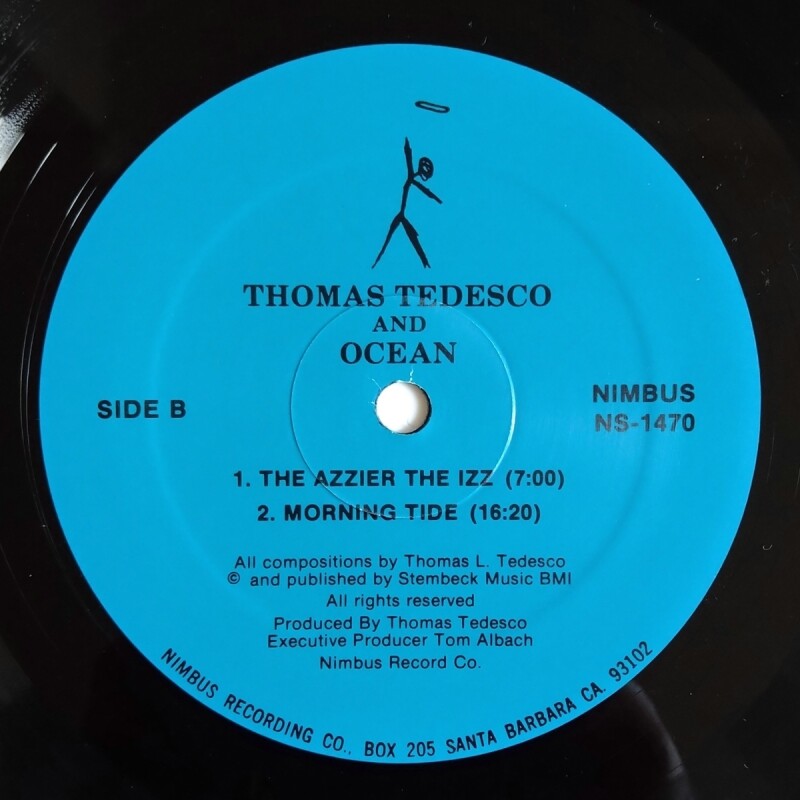 THOMAS TEDESCO
AND
OCEAN
SIDE B
NIMBUS
NS-1470
1. THE AZZIER THE IZZ (7:00)
2. MORNING TIDE (16:20)
All compositions by Thomas L. Tedesco
© and published by Stembeck Music BMI
All rights reserved
Produced By Thomas Tedesco
Executive Producer Tom Albach
Nimbus Record Co.
NIMBUS RECORDING CO., BOX 205 SANTA BARBARA CA. 93102